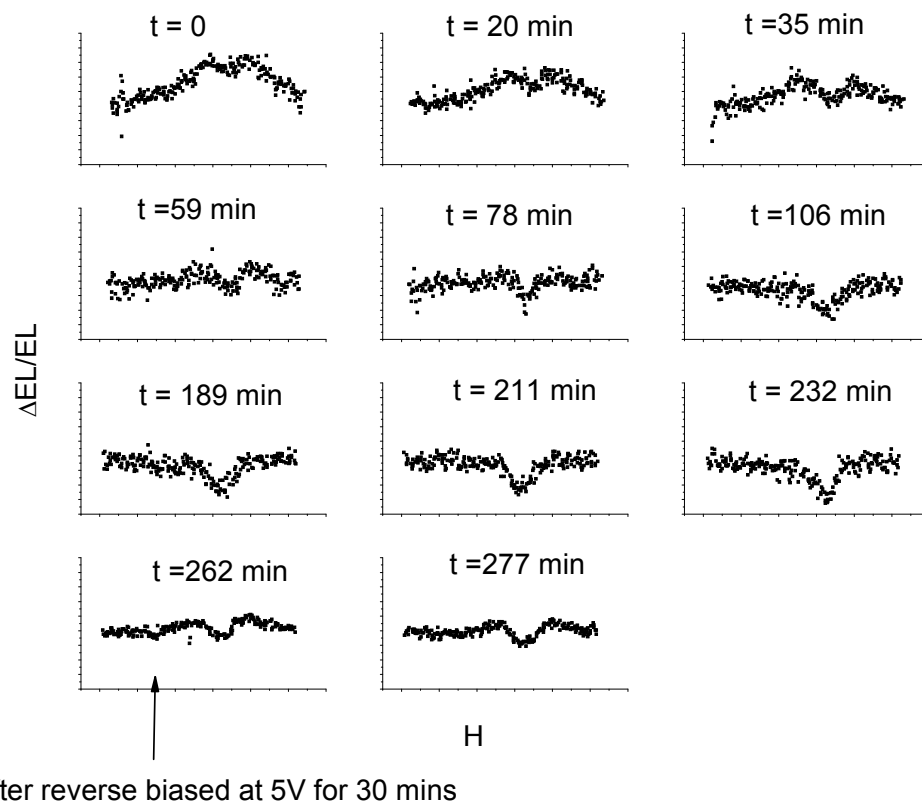 t = 0
t = 20 min
t =35 min
t =59 min
t = 78 min
t =106 min
ΔEL/EL
t = 189 min
t = 211 min
t = 232 min
t =262 min
t =277 min
H
ter reverse biased at 5V for 30 mins